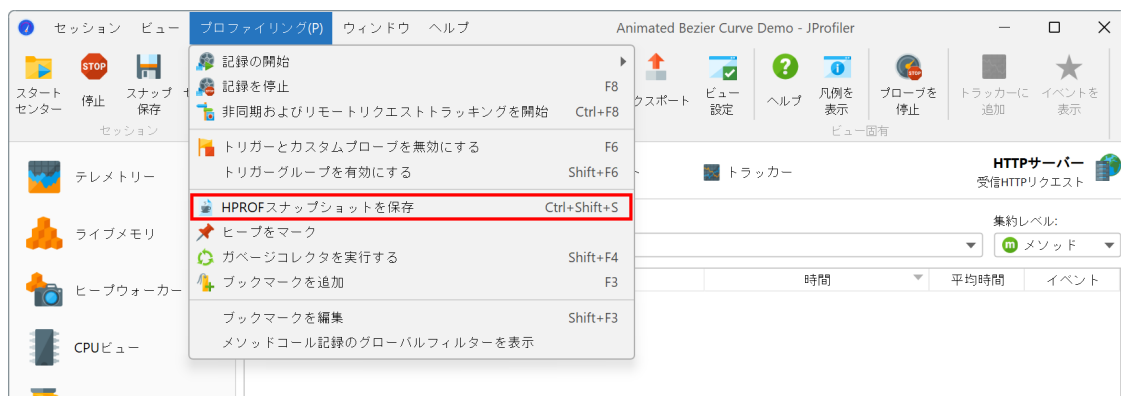 セッション ビュー プロファイリング(P) ウィンドウ ヘルプ Animated Bezier Curve Demo - JProfiler
スタート
センター
STOP
停止
スナップ
保存
セッション
クスポート
ビュー
設定
ヘルプ
凡例を
表示
プローブを
停止
トラッカーに
追加
イベントを
表示
ビュー固有
記録の開始
記録を停止 F8
非同期およびリモートリクエストトラッキングを開始 Ctrl+F8
トリガーとカスタムプローブを無効にする F6
トリガーグループを有効にする Shift+F6
HPROFスナップショットを保存 Ctrl+Shift+S
ヒープをマーク
ガベージコレクタを実行する Shift+F4
ブックマークを追加 F3
ブックマークを編集 Shift+F3
メソッドコール記録のグローバルフィルターを表示
テレメトリー
ライブメモリ
ヒープウォーカー
CPUビュー
トラッカー
HTTPサーバー
受信HTTPリクエスト
集約レベル:
m メソッド
時間 平均時間 イベント